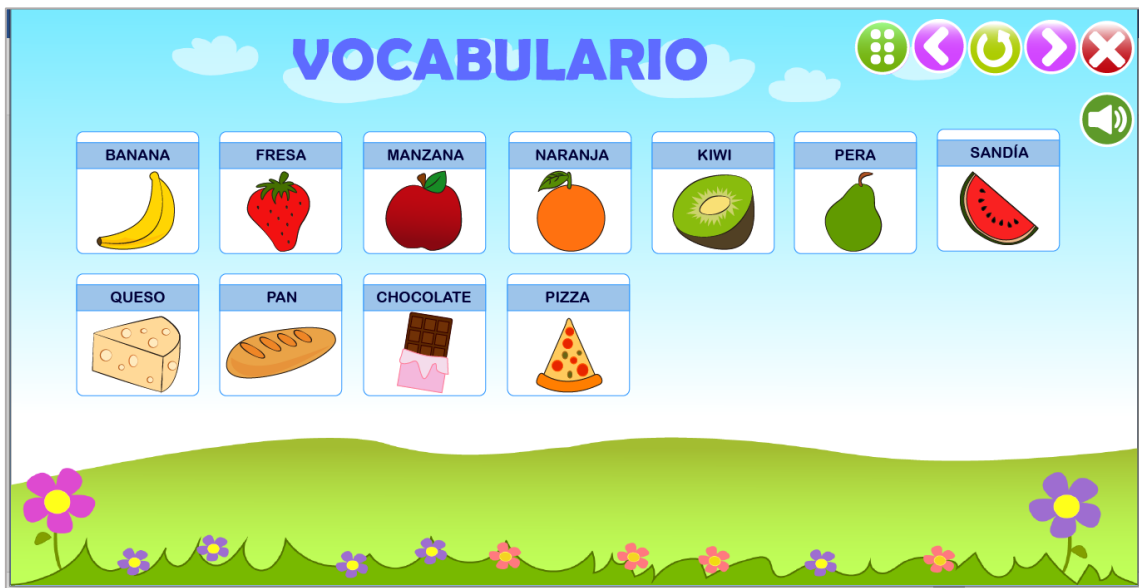 VOCABULARIO
BANANA FRESA MANZANA NARANJA KIWI PERA SANDÍA
QUESO PAN CHOCOLATE PIZZA